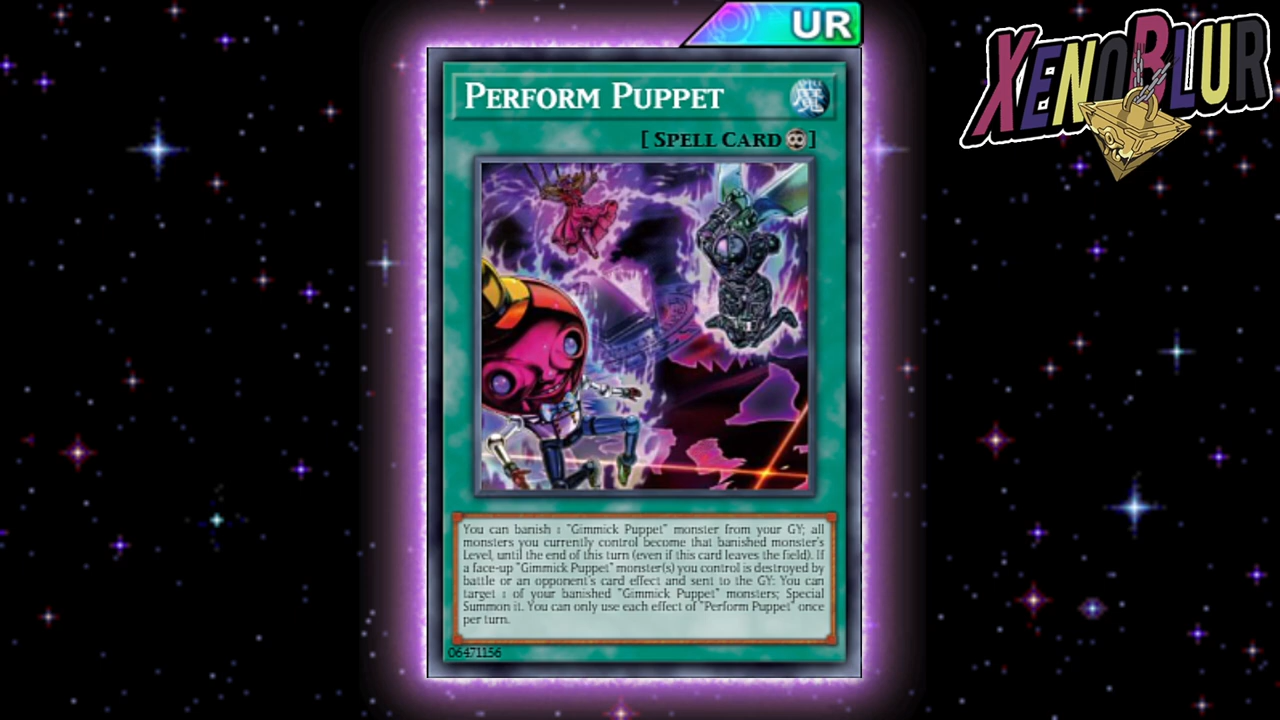 UR
XENOBLUR
PERFORM PUPPET
[ SPELL CARD ]
You can banish 1 "Gimmick Puppet" monster from your GY; all
monsters you currently control become that banished monster's
Level, until the end of this turn (even if this card leaves the field). If
a face-up "Gimmick Puppet" monster(s) you control is destroyed by
battle or an opponent's card effect and sent to the GY: You can
target 1 of your banished "Gimmick Puppet" monsters; Special
Summon it. You can only use each effect of "Perform Puppet" once
per turn.
06471156